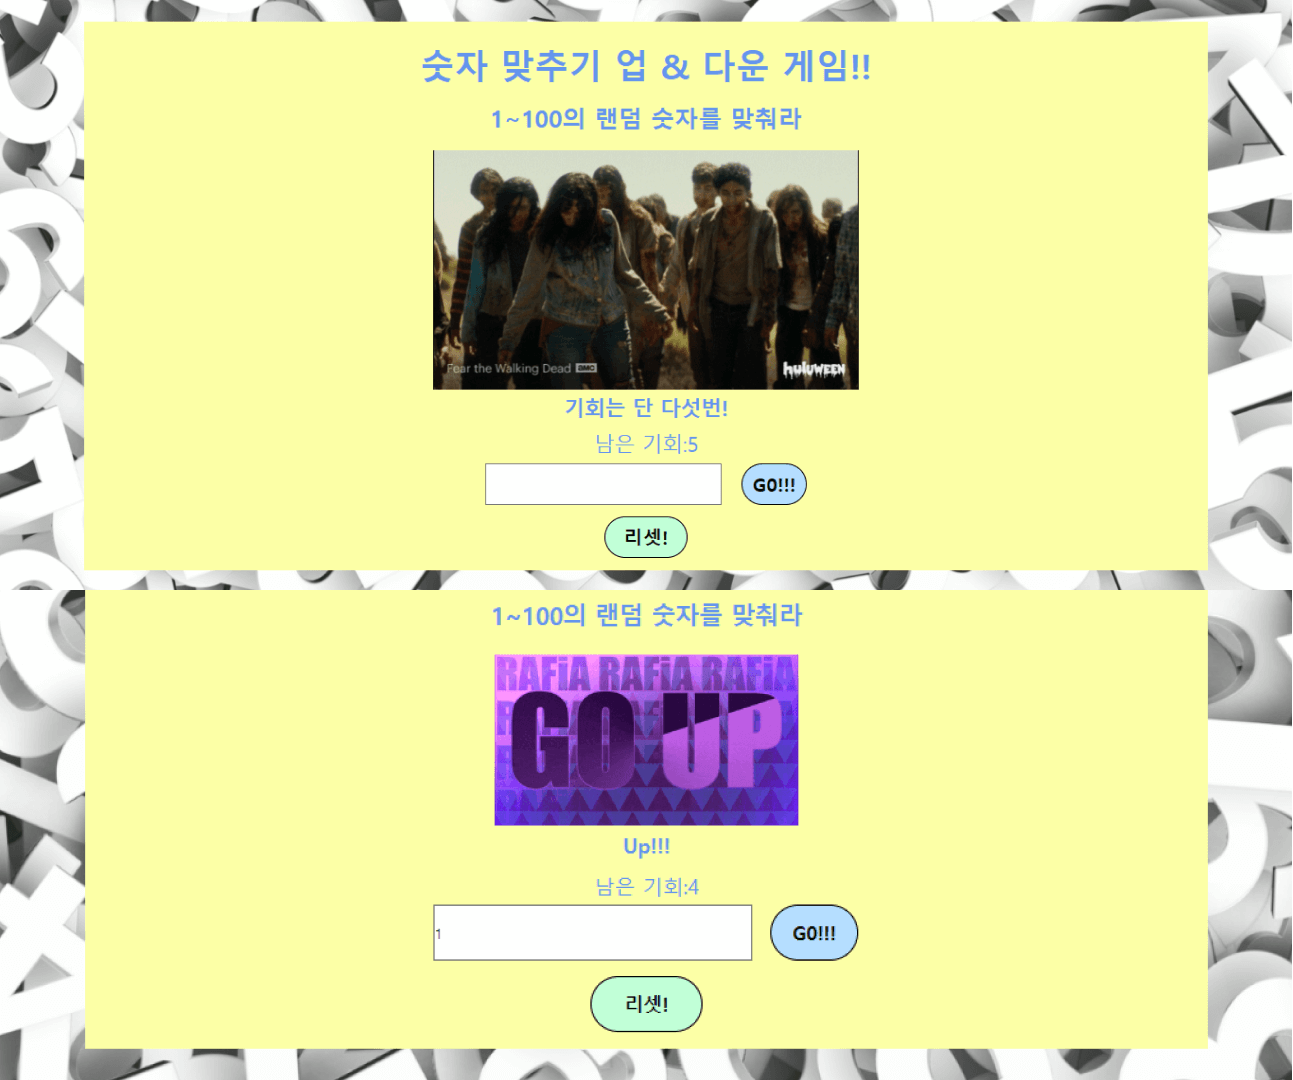 숫자 맞추기 업 & 다운 게임!!
1~100의 랜덤 숫자를 맞춰라
Fear the Walking Dead AMC
huluWEEN
기회는 단 다섯번!
남은 기회:5
G0!!!
리셋!
1~100의 랜덤 숫자를 맞춰라
RAFiA RAFiA RAFiA
GO UP
Up!!!
남은 기회:4
1
G0!!!
리셋!